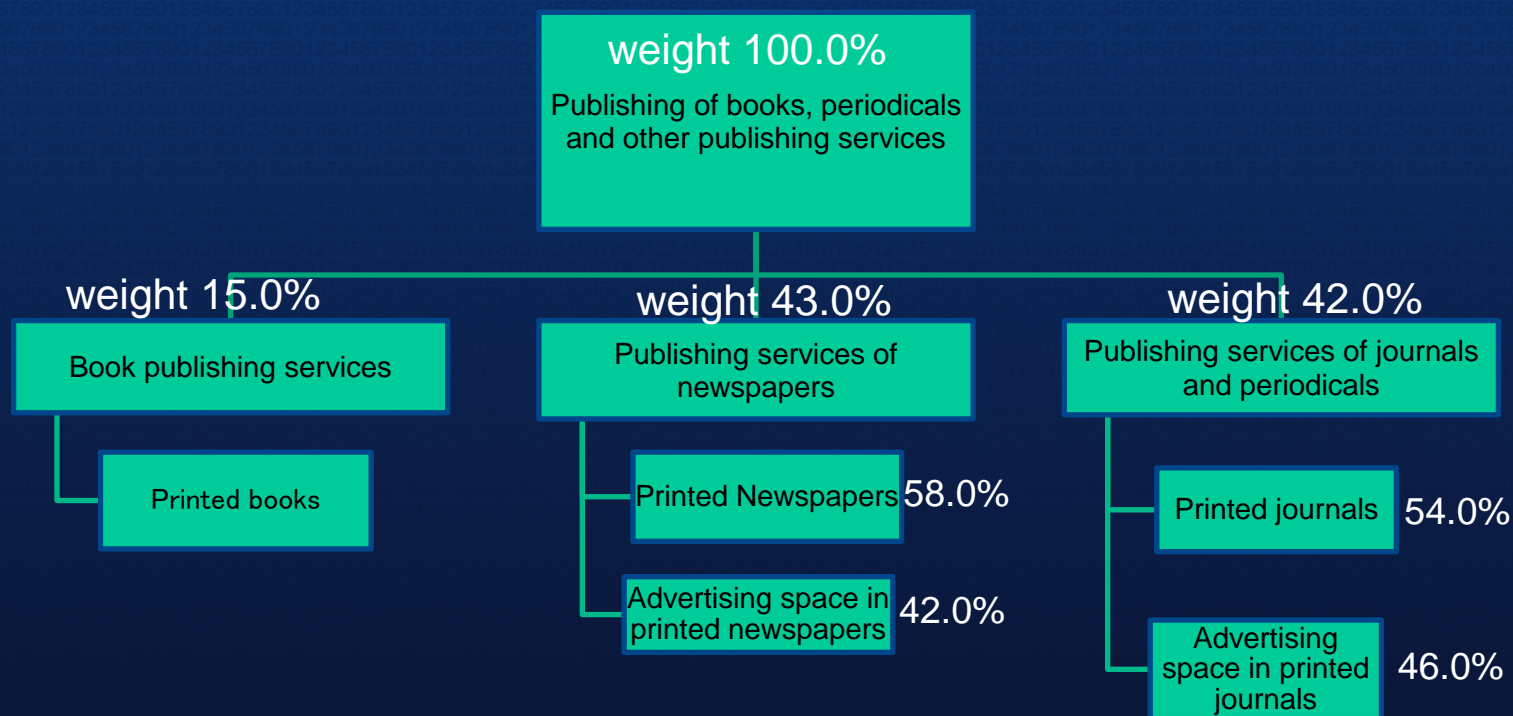 weight 100.0%
Publishing of books, periodicals
and other publishing services
weight 15.0%
Book publishing services
Printed books
weight 43.0%
Publishing services of
newspapers
Printed Newspapers
58.0%
Advertising space in
printed newspapers
42.0%
weight 42.0%
Publishing services of journals
and periodicals
Printed journals
54.0%
Advertising
space in printed
journals
46.0%